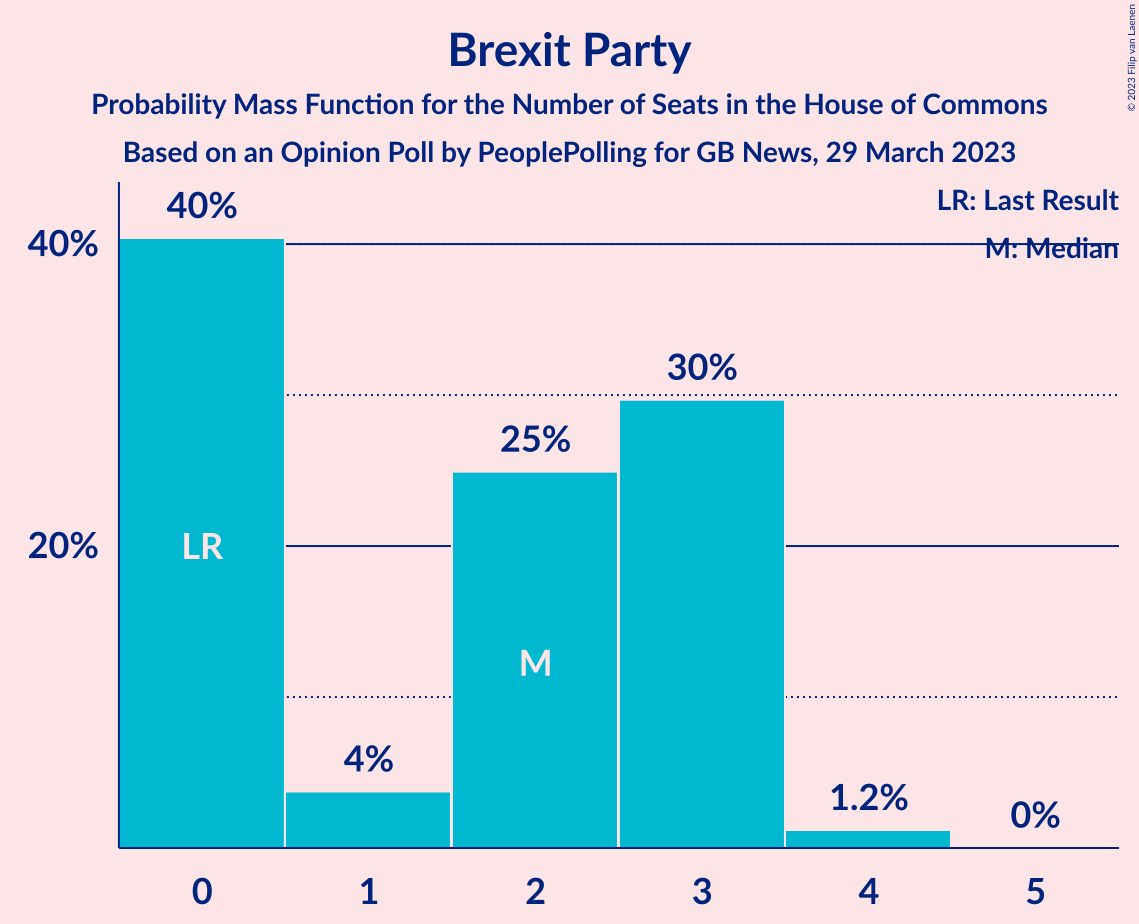 Brexit Party
Probability Mass Function for the Number of Seats in the House of Commons
Based on an Opinion Poll by PeoplePolling for GB News, 29 March 2023
© 2023 Filip van Laenen
LR: Last Result
M: Median
40%
20%
40%
4%
25%
30%
1.2%
0%
LR
M
0 1 2 3 4 5